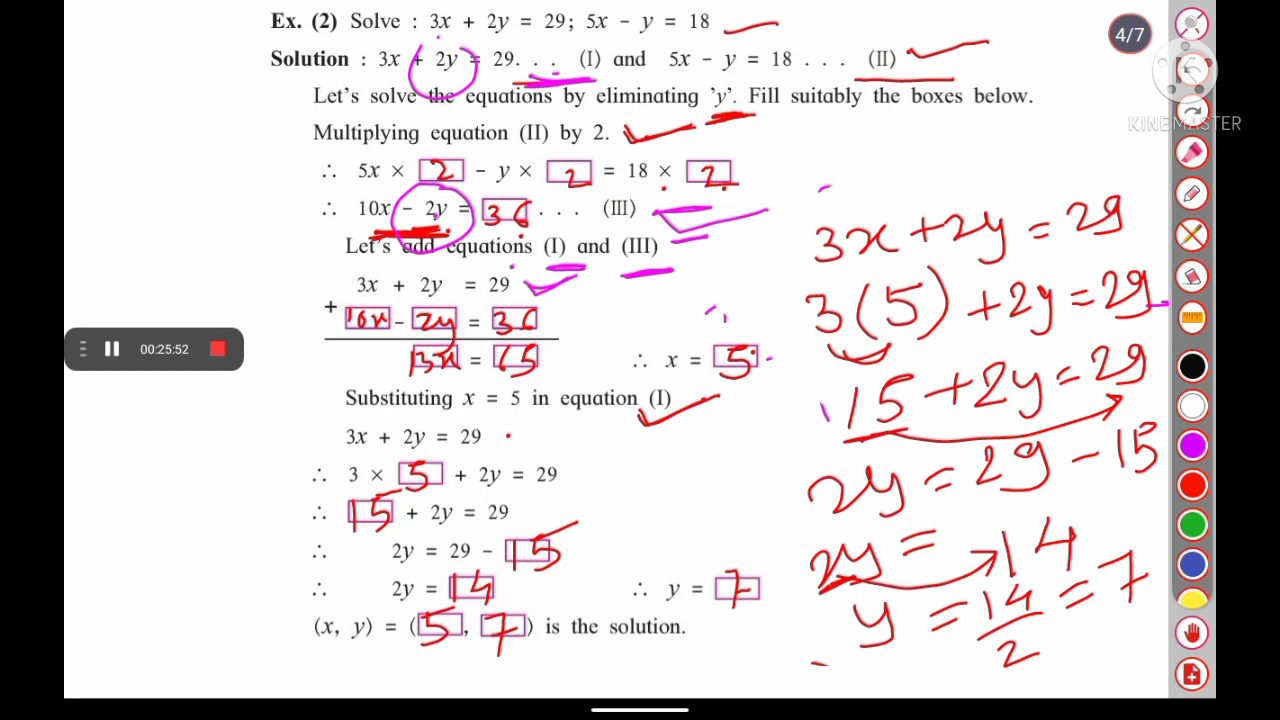 Ex. (2) Solve : 3x + 2y = 29; 5x - y = 18
4/7
Solution : 3x + 2y = 29. . . (I) and 5x - y = 18 . . . (II)
Let's solve the equations by eliminating 'y'. Fill suitably the boxes below.
KINEMASTER
Multiplying equation (II) by 2.
∴ 5x × 2 - y × 2 = 18 × 2
∴ 10x - 2y = 36 . . . (III)
Let's add equations (I) and (III)
3x + 2y = 29
+ 10x - 2y = 36
13x = 65 ∴ x = 5
00:25:52
Substituting x = 5 in equation (I)
3x + 2y = 29
∴ 3 × 5 + 2y = 29
∴ 15 + 2y = 29
∴ 2y = 29 - 15
∴ 2y = 14 ∴ y = 7
(x, y) = (5, 7) is the solution.
3x + 2y = 29
3(5) + 2y = 29
15 + 2y = 29
2y = 29 - 15
2y = 14
y = 14/2 = 7